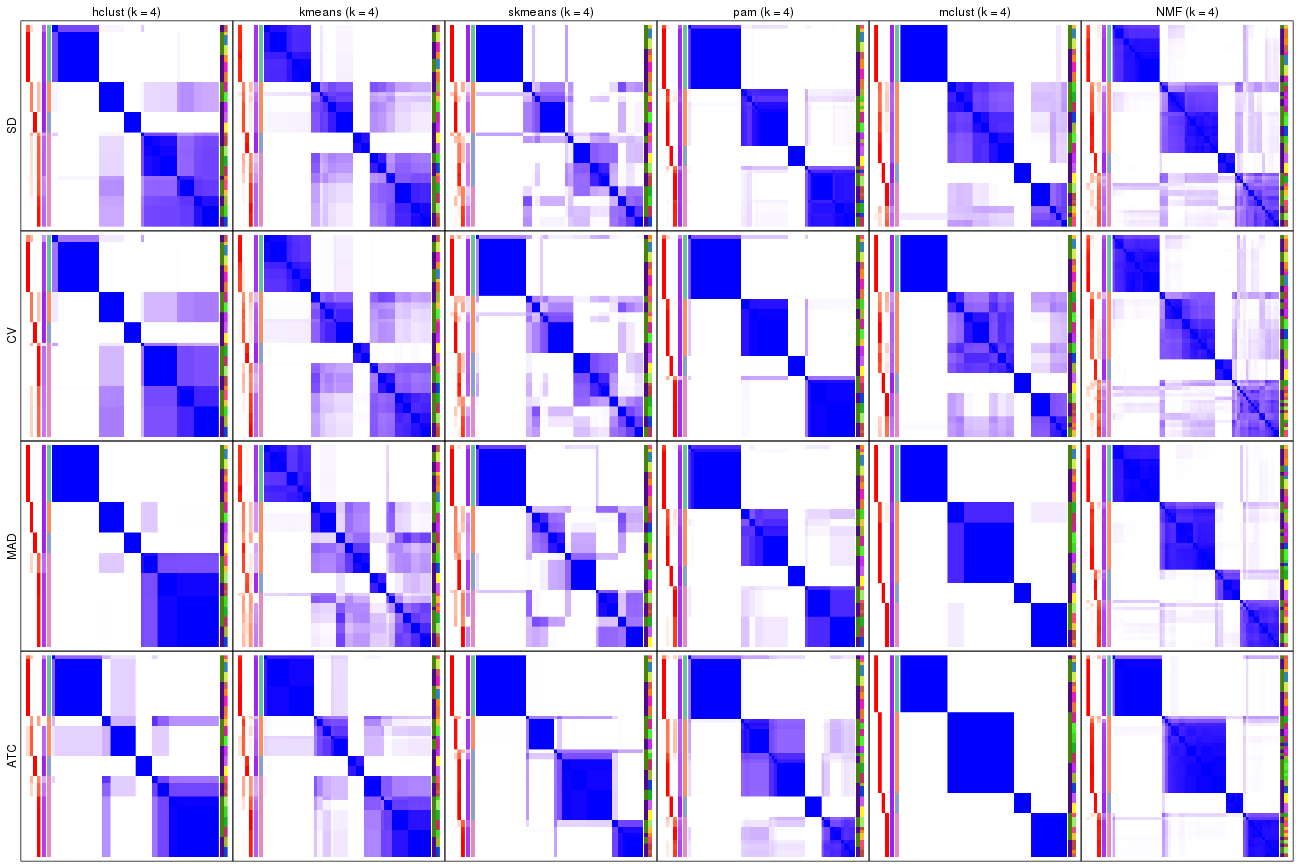 hclust (k = 4) kmeans (k = 4) skmeans (k = 4) pam (k = 4) mclust (k = 4) NMF (k = 4)
SD
CV
MAD
ATC